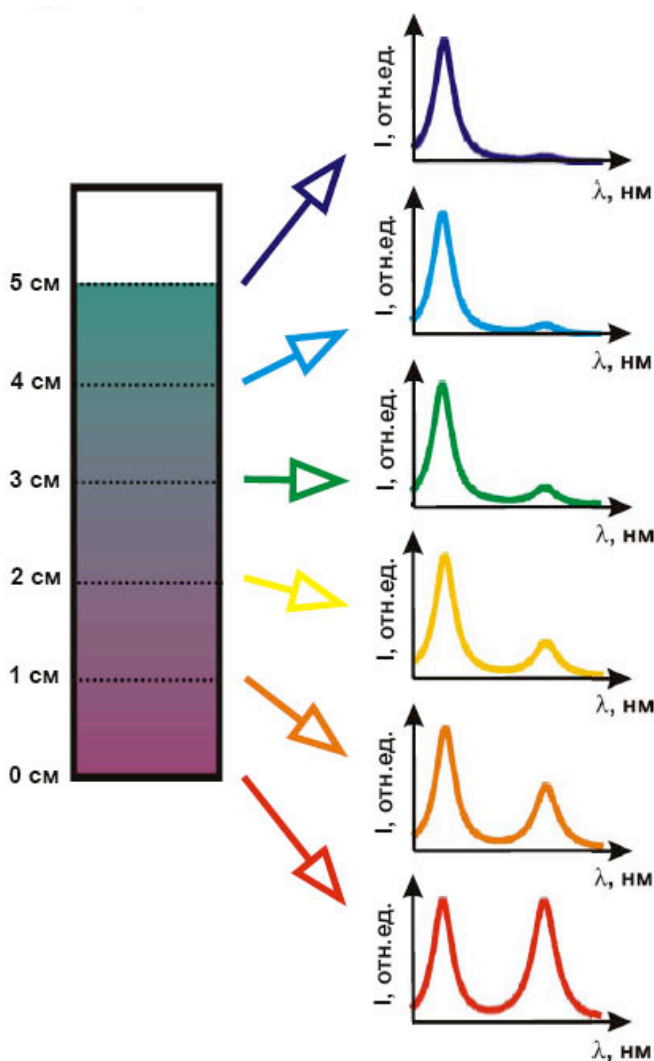 I, отн.ед.
λ, нм
I, отн.ед.
λ, нм
I, отн.ед.
λ, нм
I, отн.ед.
λ, нм
I, отн.ед.
λ, нм
I, отн.ед.
λ, нм
5 см
4 см
3 см
2 см
1 см
0 см